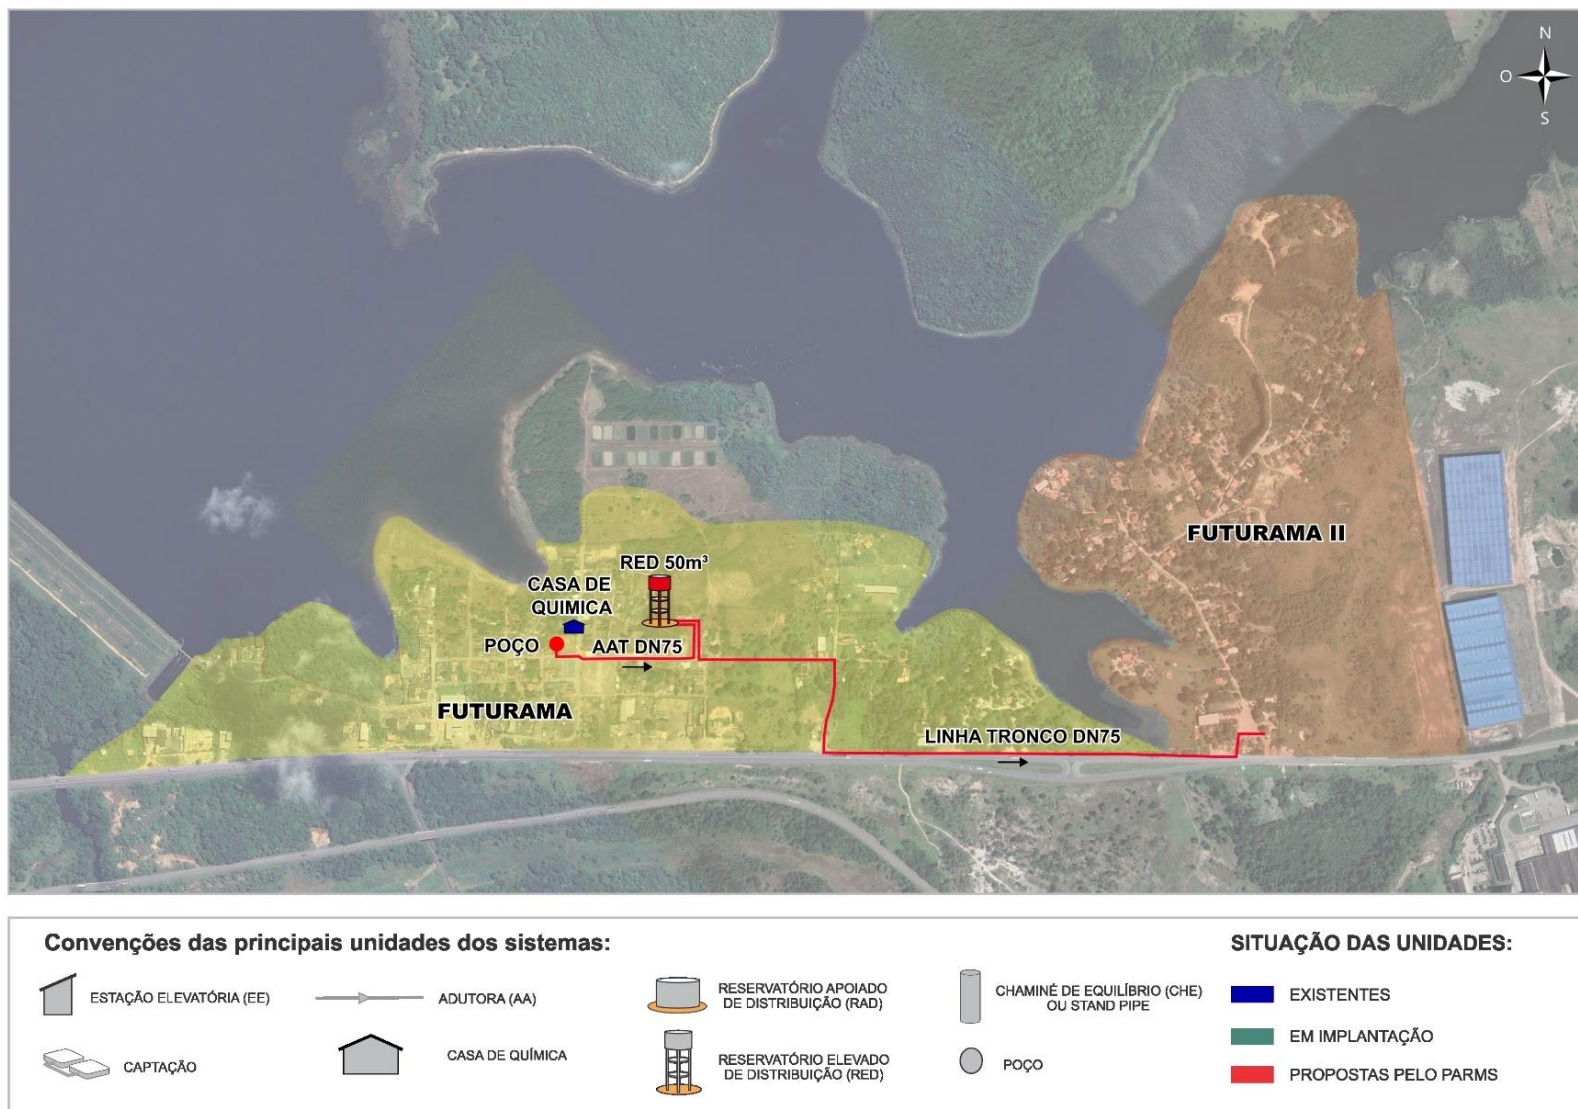 N
O
S
FUTURAMA II
RED 50m³
CASA DE
QUIMICA
POÇO
AAT DN75
FUTURAMA
LINHA TRONCO DN75
Convenções das principais unidades dos sistemas:
ESTAÇÃO ELEVATÓRIA (EE)
ADUTORA (AA)
RESERVATÓRIO APOIADO
DE DISTRIBUIÇÃO (RAD)
CHAMINÉ DE EQUILÍBRIO (CHE)
OU STAND PIPE
CAPTAÇÃO
CASA DE QUÍMICA
RESERVATÓRIO ELEVADO
DE DISTRIBUIÇÃO (RED)
POÇO
SITUAÇÃO DAS UNIDADES:
EXISTENTES
EM IMPLANTAÇÃO
PROPOSTAS PELO PARMS